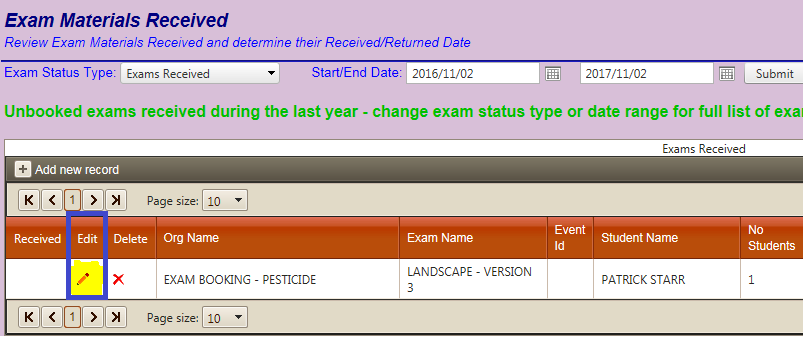 Exam Materials Received
Review Exam Materials Received and determine their Received/Returned Date
Exam Status Type: Exams Received Start/End Date: 2016/11/02 2017/11/02 Submit
Unbooked exams received during the last year - change exam status type or date range for full list of exa
Exams Received
+ Add new record
1 Page size: 10
Received Edit Delete Org Name Exam Name Event Id Student Name No Students
EXAM BOOKING - PESTICIDE LANDSCAPE - VERSION 3 PATRICK STARR 1
1 Page size: 10